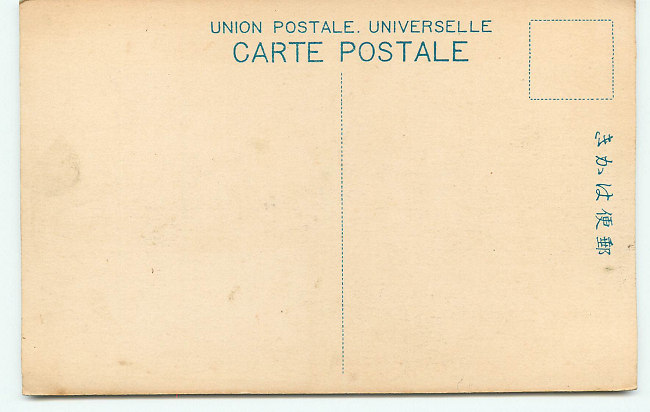 UNION POSTALE. UNIVERSELLE
CARTE POSTALE
きかは便郵